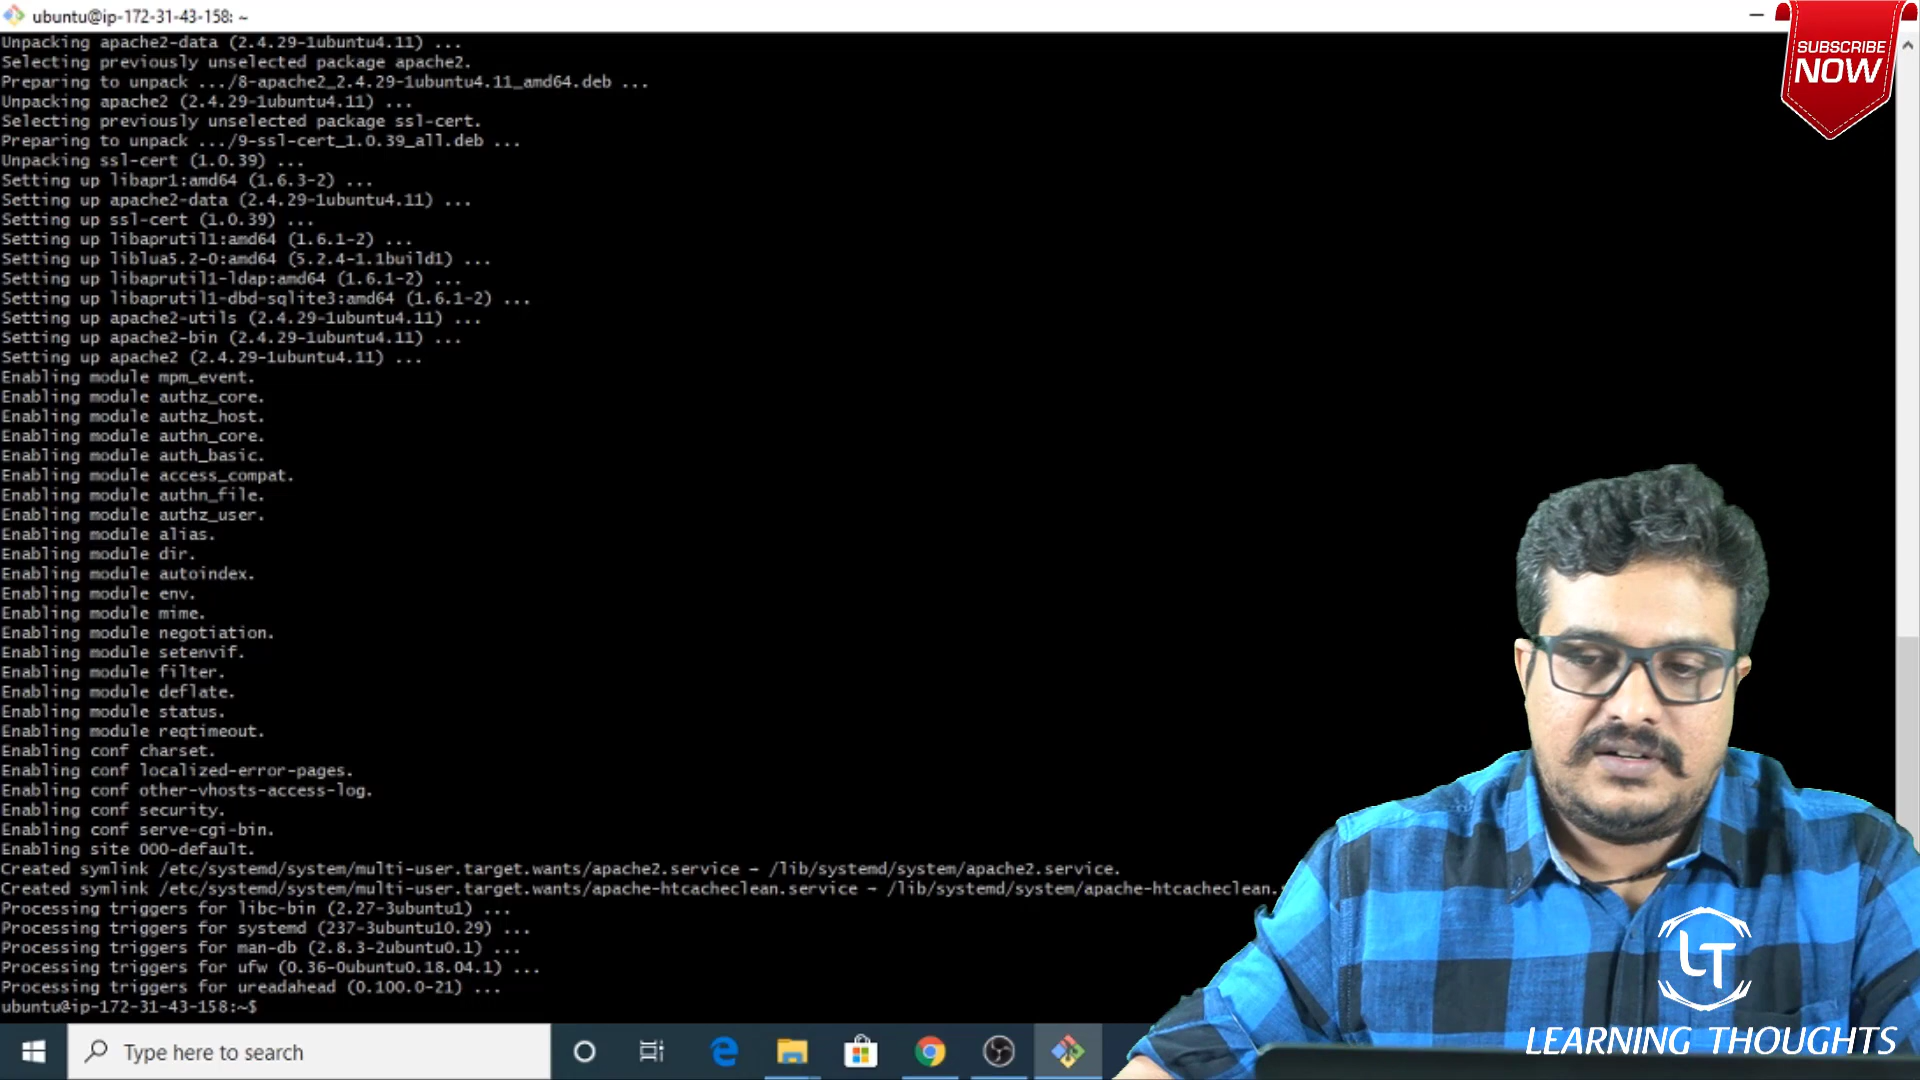 ubuntu@ip-172-31-43-158: ~
Unpacking apache2-data (2.4.29-1ubuntu4.11) ...
Selecting previously unselected package apache2.
Preparing to unpack .../8-apache2_2.4.29-1ubuntu4.11_amd64.deb ...
Unpacking apache2 (2.4.29-1ubuntu4.11) ...
Selecting previously unselected package ssl-cert.
Preparing to unpack .../9-ssl-cert_1.0.39_all.deb ...
Unpacking ssl-cert (1.0.39) ...
Setting up libapr1:amd64 (1.6.3-2) ...
Setting up apache2-data (2.4.29-1ubuntu4.11) ...
Setting up ssl-cert (1.0.39) ...
Setting up libaprutil1:amd64 (1.6.1-2) ...
Setting up liblua5.2-0:amd64 (5.2.4-1.1build1) ...
Setting up libaprutil1-ldap:amd64 (1.6.1-2) ...
Setting up libaprutil1-dbd-sqlite3:amd64 (1.6.1-2) ...
Setting up apache2-utils (2.4.29-1ubuntu4.11) ...
Setting up apache2-bin (2.4.29-1ubuntu4.11) ...
Setting up apache2 (2.4.29-1ubuntu4.11) ...
Enabling module mpm_event.
Enabling module authz_core.
Enabling module authz_host.
Enabling module authn_core.
Enabling module auth_basic.
Enabling module access_compat.
Enabling module authn_file.
Enabling module authz_user.
Enabling module alias.
Enabling module dir.
Enabling module autoindex.
Enabling module env.
Enabling module mime.
Enabling module negotiation.
Enabling module setenvif.
Enabling module filter.
Enabling module deflate.
Enabling module status.
Enabling module reqtimeout.
Enabling conf charset.
Enabling conf localized-error-pages.
Enabling conf other-vhosts-access-log.
Enabling conf security.
Enabling conf serve-cgi-bin.
Enabling site 000-default.
Created symlink /etc/systemd/system/multi-user.target.wants/apache2.service → /lib/systemd/system/apache2.service.
Created symlink /etc/systemd/system/multi-user.target.wants/apache-htcacheclean.service → /lib/systemd/system/apache-htcacheclean.
Processing triggers for libc-bin (2.27-3ubuntu1) ...
Processing triggers for systemd (237-3ubuntu10.29) ...
Processing triggers for man-db (2.8.3-2ubuntu0.1) ...
Processing triggers for ufw (0.36-0ubuntu0.18.04.1) ...
Processing triggers for ureadahead (0.100.0-21) ...
ubuntu@ip-172-31-43-158:~$
Type here to search
SUBSCRIBE
NOW
LT
LEARNING THOUGHTS